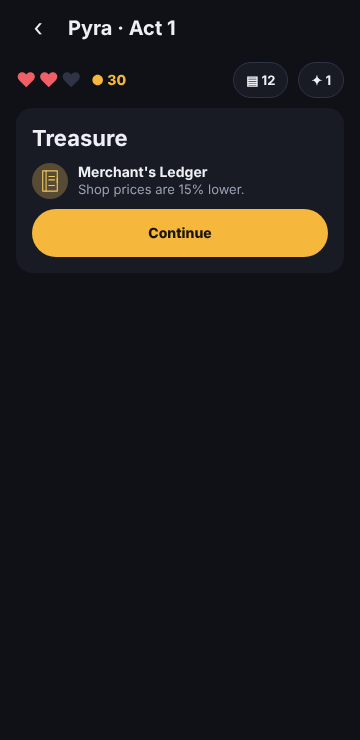 Pyra · Act 1
30
12
1
Treasure
Merchant's Ledger
Shop prices are 15% lower.
Continue